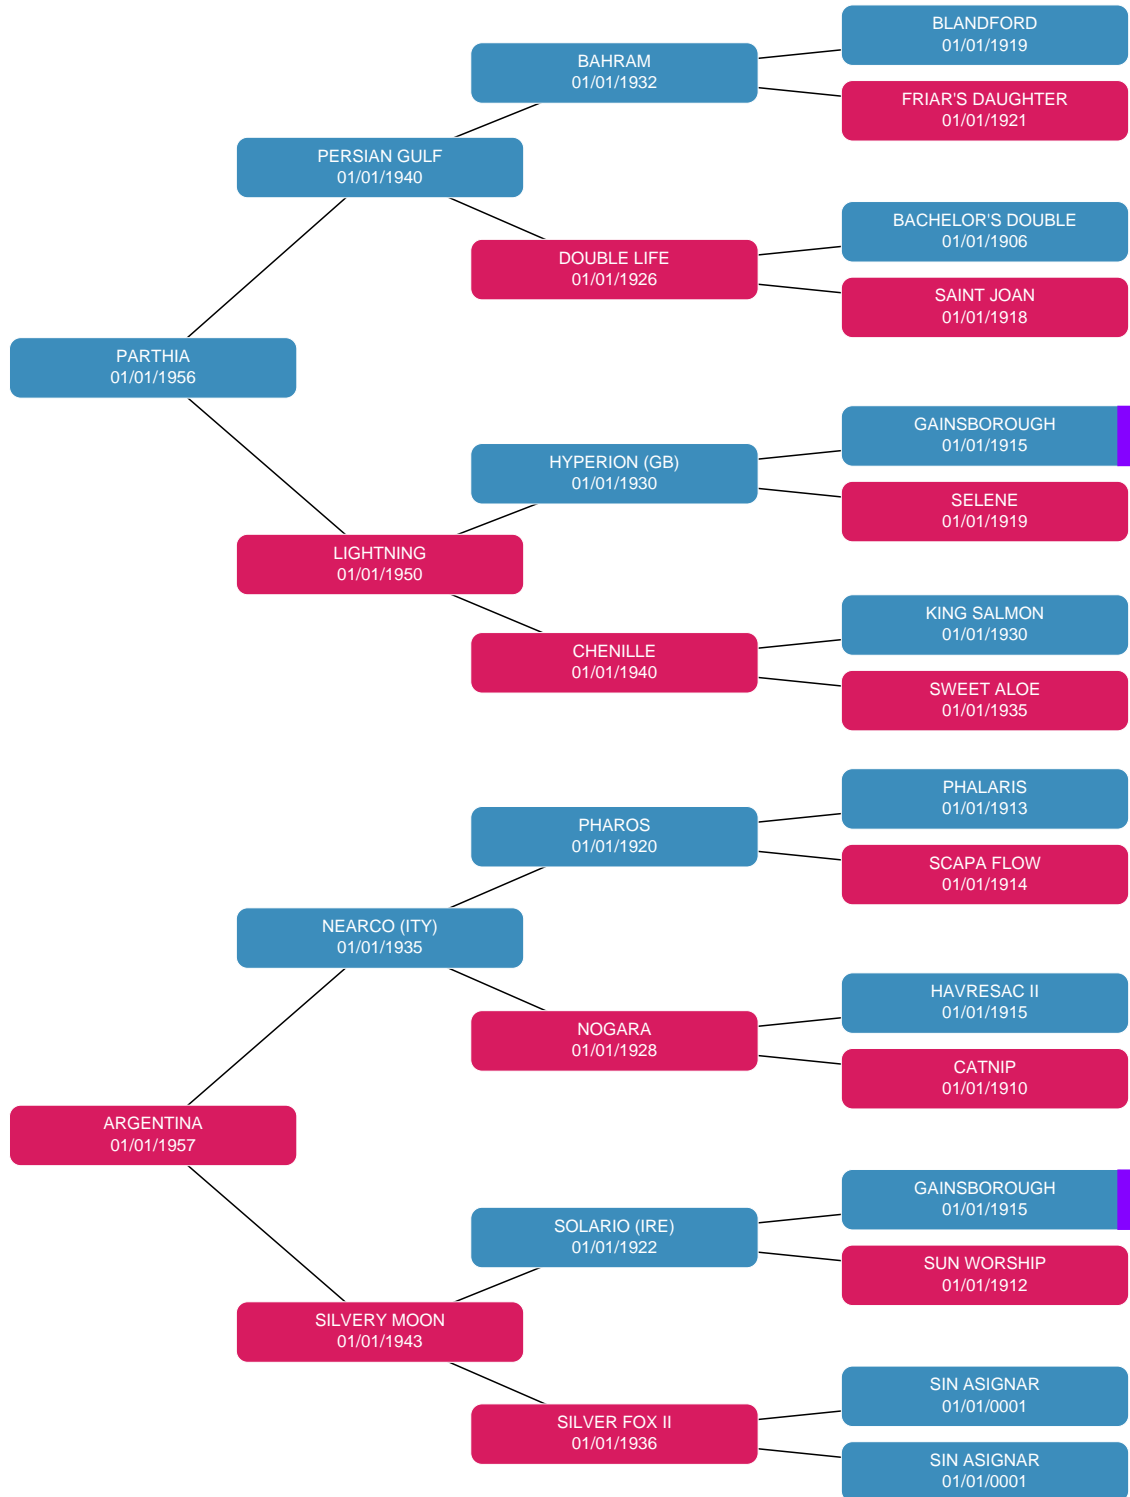 BLANDFORD
01/01/1919
BAHRAM
01/01/1932
FRIAR'S DAUGHTER
01/01/1921
PERSIAN GULF
01/01/1940
BACHELOR'S DOUBLE
01/01/1906
DOUBLE LIFE
01/01/1926
SAINT JOAN
01/01/1918
PARTHIA
01/01/1956
GAINSBOROUGH
01/01/1915
HYPERION (GB)
01/01/1930
SELENE
01/01/1919
LIGHTNING
01/01/1950
KING SALMON
01/01/1930
CHENILLE
01/01/1940
SWEET ALOE
01/01/1935
PHALARIS
01/01/1913
PHAROS
01/01/1920
SCAPA FLOW
01/01/1914
NEARCO (ITY)
01/01/1935
HAVRESAC II
01/01/1915
NOGARA
01/01/1928
CATNIP
01/01/1910
ARGENTINA
01/01/1957
GAINSBOROUGH
01/01/1915
SOLARIO (IRE)
01/01/1922
SUN WORSHIP
01/01/1912
SILVERY MOON
01/01/1943
SIN ASIGNAR
01/01/0001
SILVER FOX II
01/01/1936
SIN ASIGNAR
01/01/0001